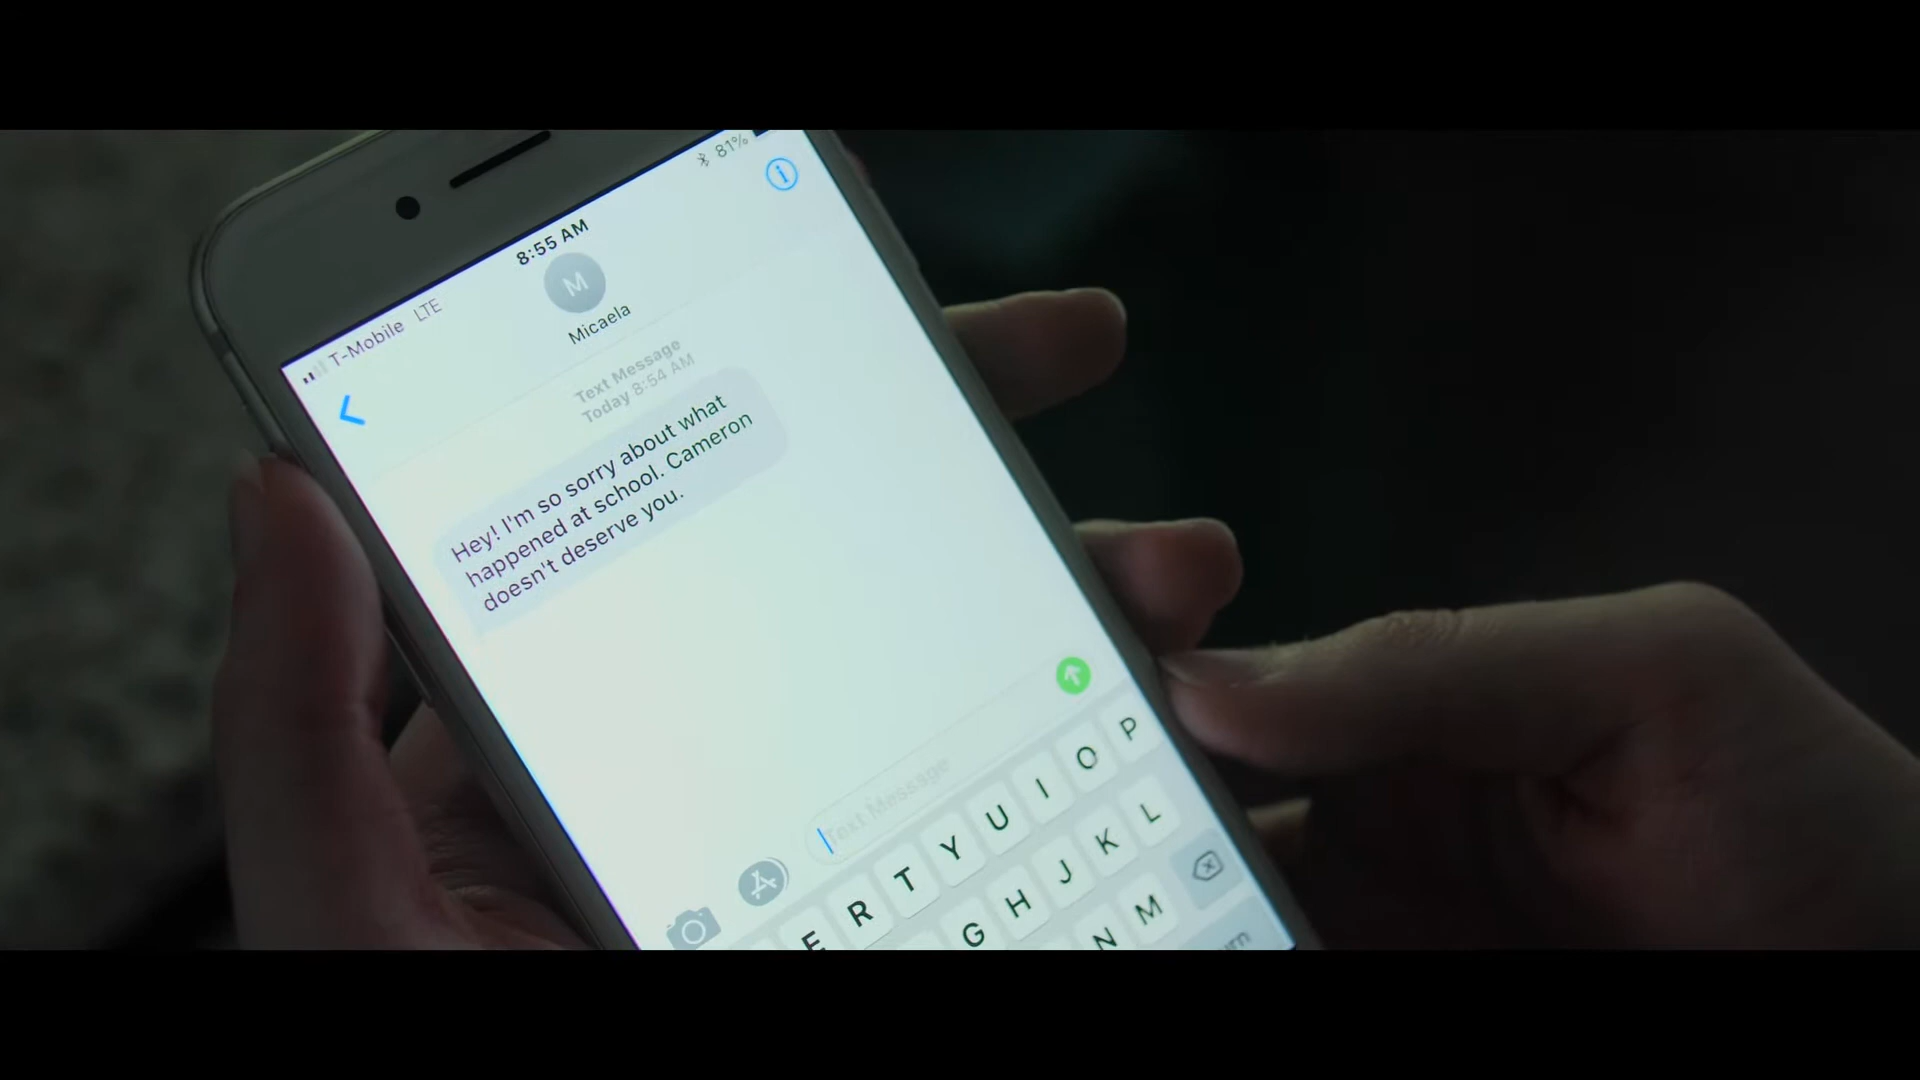 T-Mobile LTE
8:55 AM
81%
M
Micaela
Text Message
Today 8:54 AM
Hey! I'm so sorry about what
happened at school. Cameron
doesn't deserve you.
Text Message
E R T Y U I O P
G H J K L
N M